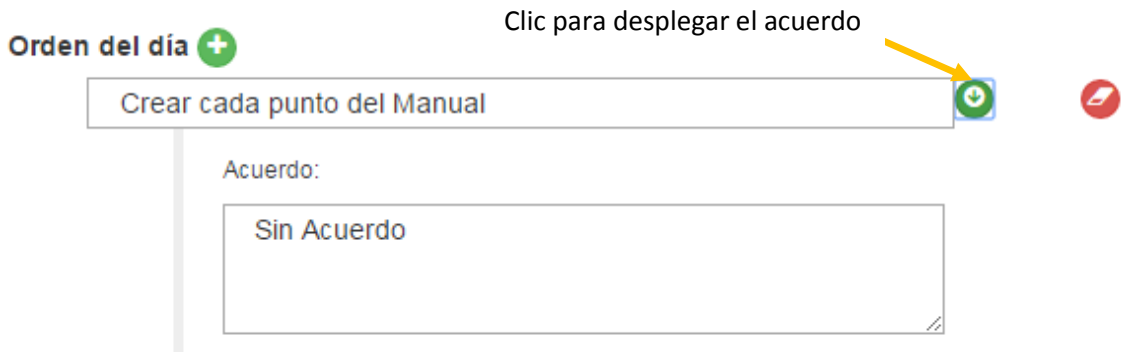 Clic para desplegar el acuerdo
Orden del día
Crear cada punto del Manual
Acuerdo:
Sin Acuerdo